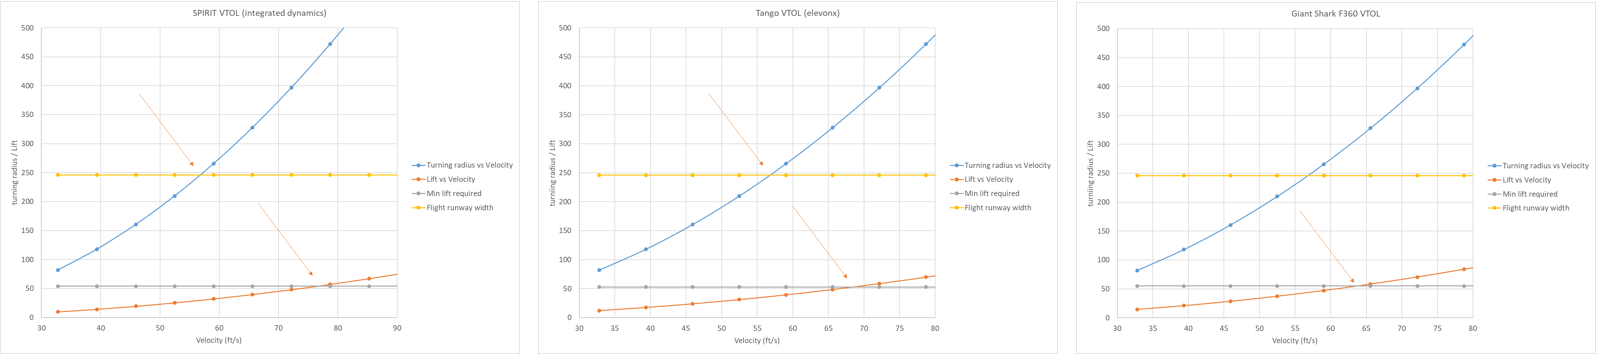 SPIRIT VTOL (integrated dynamics)
500
450
400
350
300
250
200
150
100
50
0
turning radius / Lift
30 40 50 60 70 80 90
Velocity (ft/s)
Turning radius vs Velocity
Lift vs Velocity
Min lift required
Flight runway width
Tango VTOL (elevonx)
500
450
400
350
300
250
200
150
100
50
0
turniing radius / Lift
30 35 40 45 50 55 60 65 70 75 80
Velocity (ft/s)
Turning radius vs Velocity
Lift vs Velocity
Min lift required
Flight runway width
Giant Shark F360 VTOL
500
450
400
350
300
250
200
150
100
50
0
turning radius / Lift
30 35 40 45 50 55 60 65 70 75 80
Velocity (ft/s)
Turning radius vs Velocity
Lift vs Velocity
Min lift required
Flight runway width